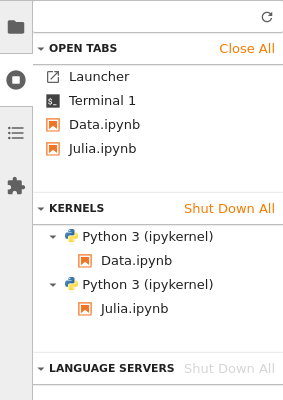 OPEN TABS Close All
Launcher
$_ Terminal 1
Data.ipynb
Julia.ipynb
KERNELS Shut Down All
Python 3 (ipykernel)
Data.ipynb
Python 3 (ipykernel)
Julia.ipynb
LANGUAGE SERVERS Shut Down All